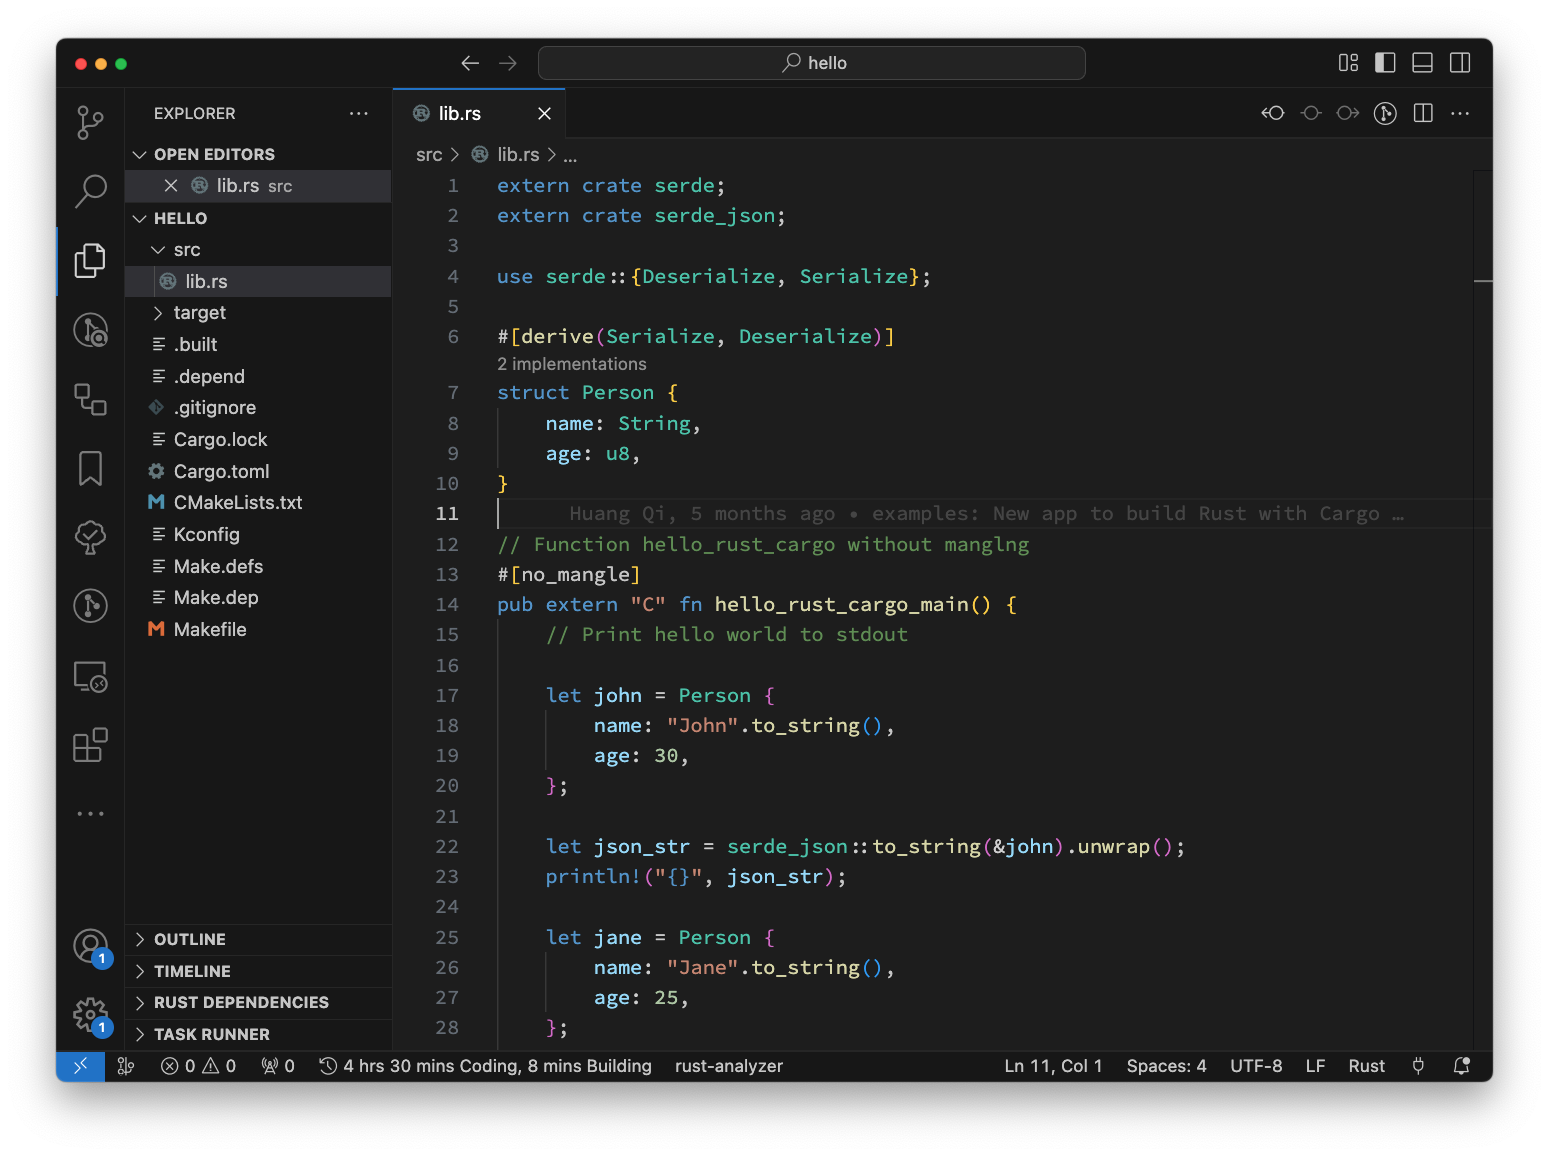 hello
EXPLORER
OPEN EDITORS
lib.rs src
HELLO
src
lib.rs
target
.built
.depend
.gitignore
Cargo.lock
Cargo.toml
CMakeLists.txt
Kconfig
Make.defs
Make.dep
Makefile
OUTLINE
TIMELINE
RUST DEPENDENCIES
TASK RUNNER
1
1
lib.rs
src > lib.rs > ...
1 extern crate serde;
2 extern crate serde_json;
3
4 use serde::{Deserialize, Serialize};
5
6 #[derive(Serialize, Deserialize)]
2 implementations
7 struct Person {
8     name: String,
9     age: u8,
10 }
11 Huang Qi, 5 months ago • examples: New app to build Rust with Cargo …
12 // Function hello_rust_cargo without manglng
13 #[no_mangle]
14 pub extern "C" fn hello_rust_cargo_main() {
15     // Print hello world to stdout
16
17     let john = Person {
18         name: "John".to_string(),
19         age: 30,
20     };
21
22     let json_str = serde_json::to_string(&john).unwrap();
23     println!("{}", json_str);
24
25     let jane = Person {
26         name: "Jane".to_string(),
27         age: 25,
28     };
0 0 0 4 hrs 30 mins Coding, 8 mins Building rust-analyzer Ln 11, Col 1 Spaces: 4 UTF-8 LF Rust